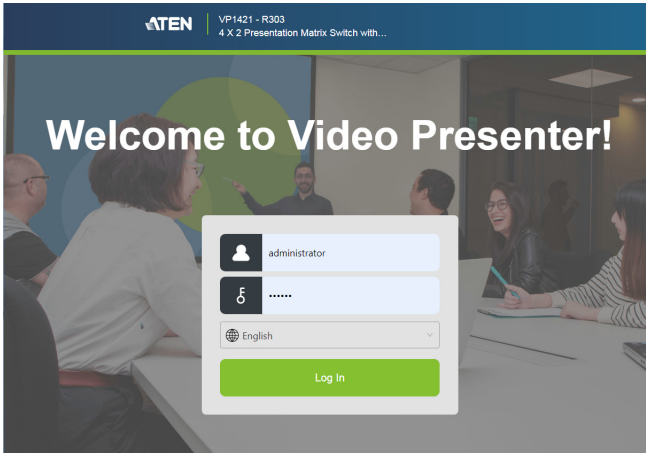 ATEN
VP1421 - R303
4 X 2 Presentation Matrix Switch with...
Welcome to Video Presenter!
administrator
••••••
English
Log In